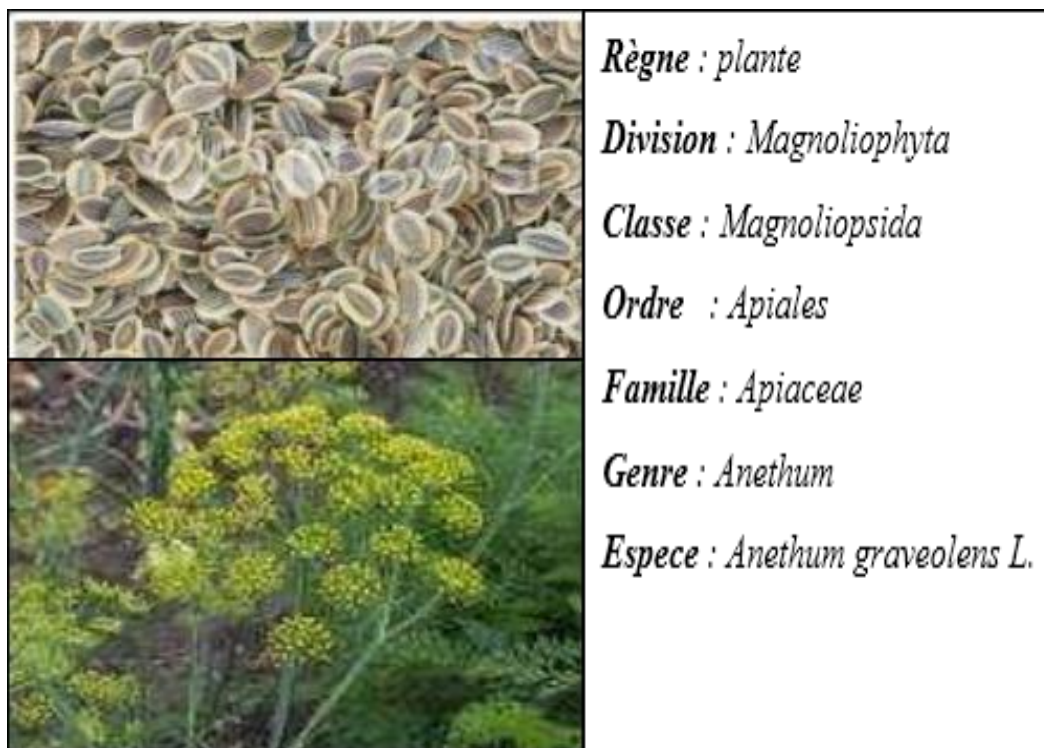 Règne : plante
Division : Magnoliophyta
Classe : Magnoliopsida
Ordre : Apiales
Famille : Apiaceae
Genre : Anethum
Espece : Anethum graveolens L.